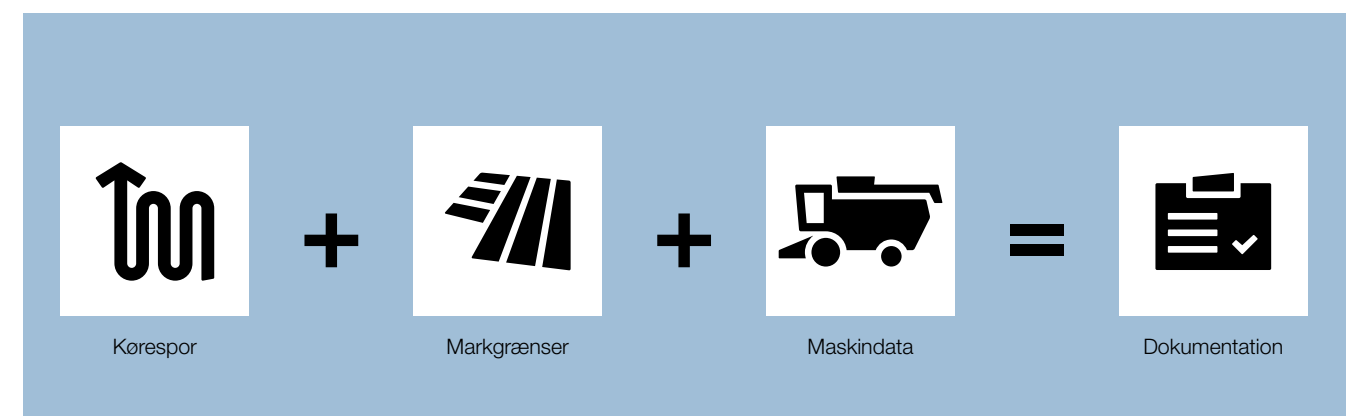 + + =
Kørespor Markgrænser Maskindata Dokumentation